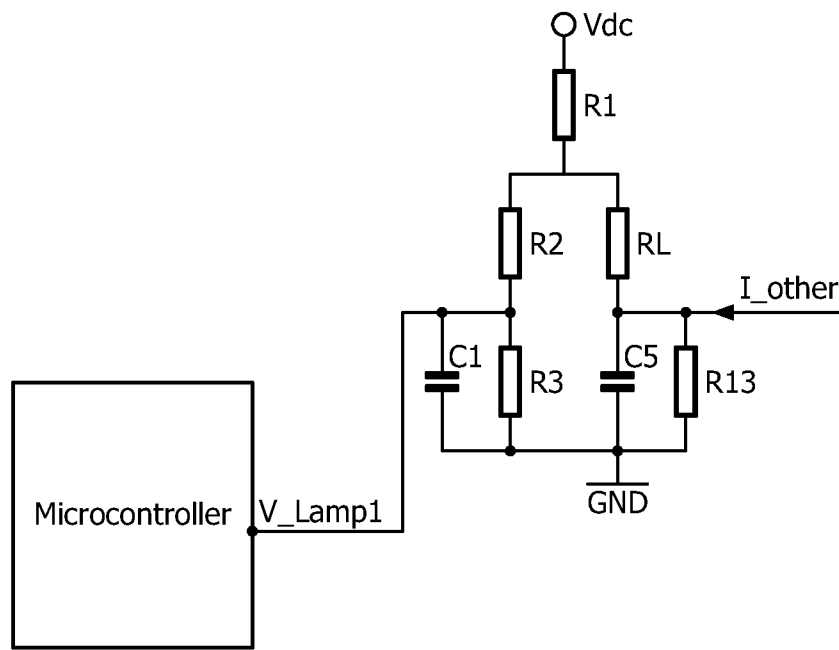 Vdc
R1
R2
RL
I_other
C1
R3
C5
R13
Microcontroller
V_Lamp1
GND